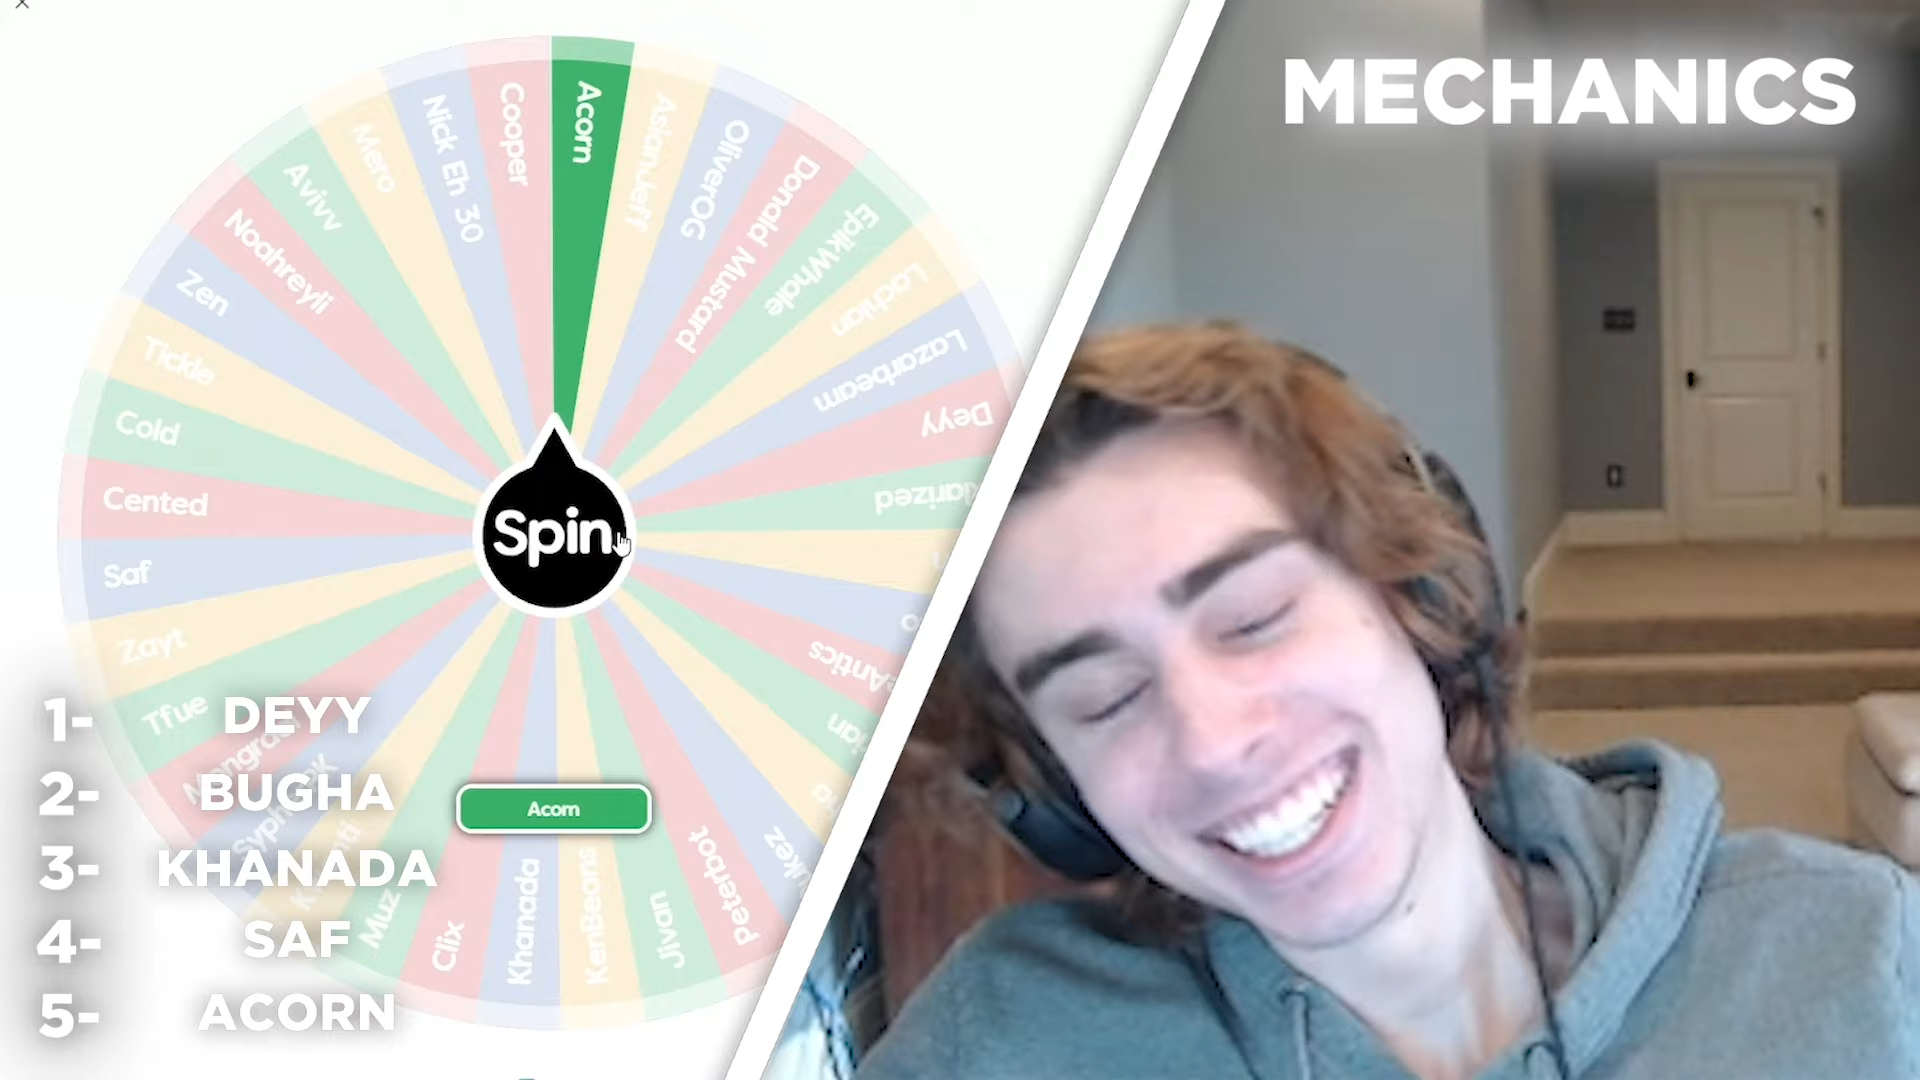 MECHANICS
Cooper
Acorn
AsianJeff
OliverOG
Donald Mustard
EpikWhale
Lachlan
Lazarbeam
Deyy
Nick Eh 30
Mero
Avivv
Noahreyli
Zen
Tickle
Cold
Cented
Saf
Zayt
Tfue
Muz
Clix
Khanada
KenBeans
Jivan
Peterbot
Spin
Acorn
1- DEYY
2- BUGHA
3- KHANADA
4- SAF
5- ACORN